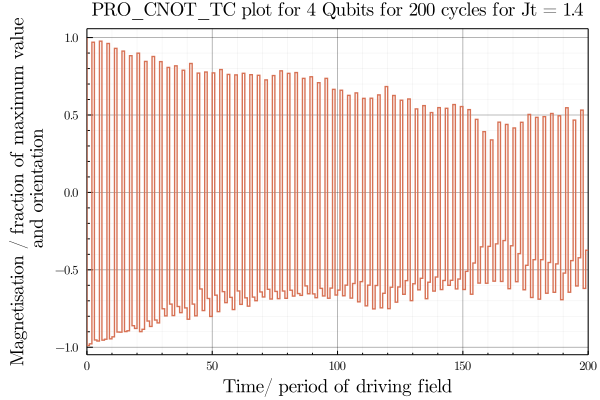 PRO_CNOT_TC plot for 4 Qubits for 200 cycles for Jt = 1.4
Magnetisation / fraction of maximum value
and orientation
1.0
0.5
0.0
−0.5
−1.0
0 50 100 150 200
Time/ period of driving field